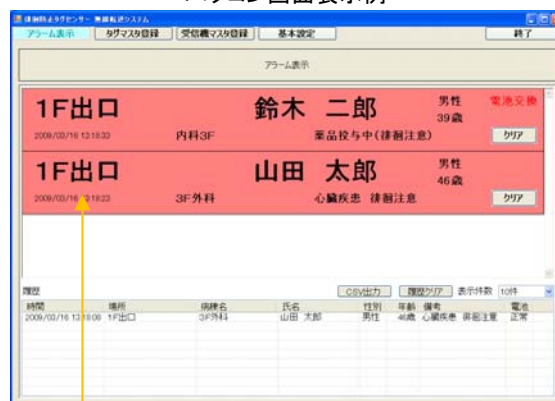 徘徊防止タグセンサー 無線転送システム
アラーム表示 タグマスタ登録 受信機マスタ登録 基本設定 終了
アラーム表示
1F出口 鈴木 二郎 男性 電池交換
39歳
2009/03/16 13:18:33 内科3F 薬品投与中(徘徊注意) クリア
1F出口 山田 太郎 男性
46歳
3F外科 心臓疾患 徘徊注意 クリア
履歴 CSV出力 履歴クリア 表示件数 10件
時間 場所 病棟名 氏名 性別 年齢 備考 電池
2009/03/16 13:18:08 1F出口 3F外科 山田 太郎 男性 46歳 心臓疾患 徘徊注意 正常